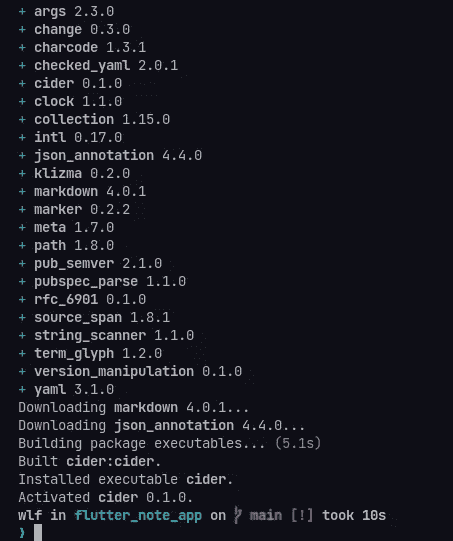 + args 2.3.0
+ change 0.3.0
+ charcode 1.3.1
+ checked_yaml 2.0.1
+ cider 0.1.0
+ clock 1.1.0
+ collection 1.15.0
+ intl 0.17.0
+ json_annotation 4.4.0
+ klizma 0.2.0
+ markdown 4.0.1
+ marker 0.2.2
+ meta 1.7.0
+ path 1.8.0
+ pub_semver 2.1.0
+ pubspec_parse 1.1.0
+ rfc_6901 0.1.0
+ source_span 1.8.1
+ string_scanner 1.1.0
+ term_glyph 1.2.0
+ version_manipulation 0.1.0
+ yaml 3.1.0
Downloading markdown 4.0.1...
Downloading json_annotation 4.4.0...
Building package executables... (5.1s)
Built cider:cider.
Installed executable cider.
Activated cider 0.1.0.
wlf in flutter_note_app on main [!] took 10s
❯